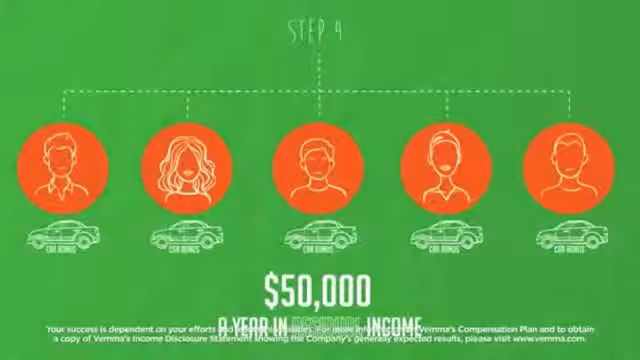 STEP 4
CAR BONUS CAR BONUS CAR BONUS CAR BONUS CAR BONUS
$50,000
A YEAR IN RESIDUAL INCOME
Your success is dependent on your efforts and Vemma's Compensation Plan and to obtain
a copy of Vemma's Income Disclosure Statement showing the Company's generally expected results, please visit www.vemma.com.